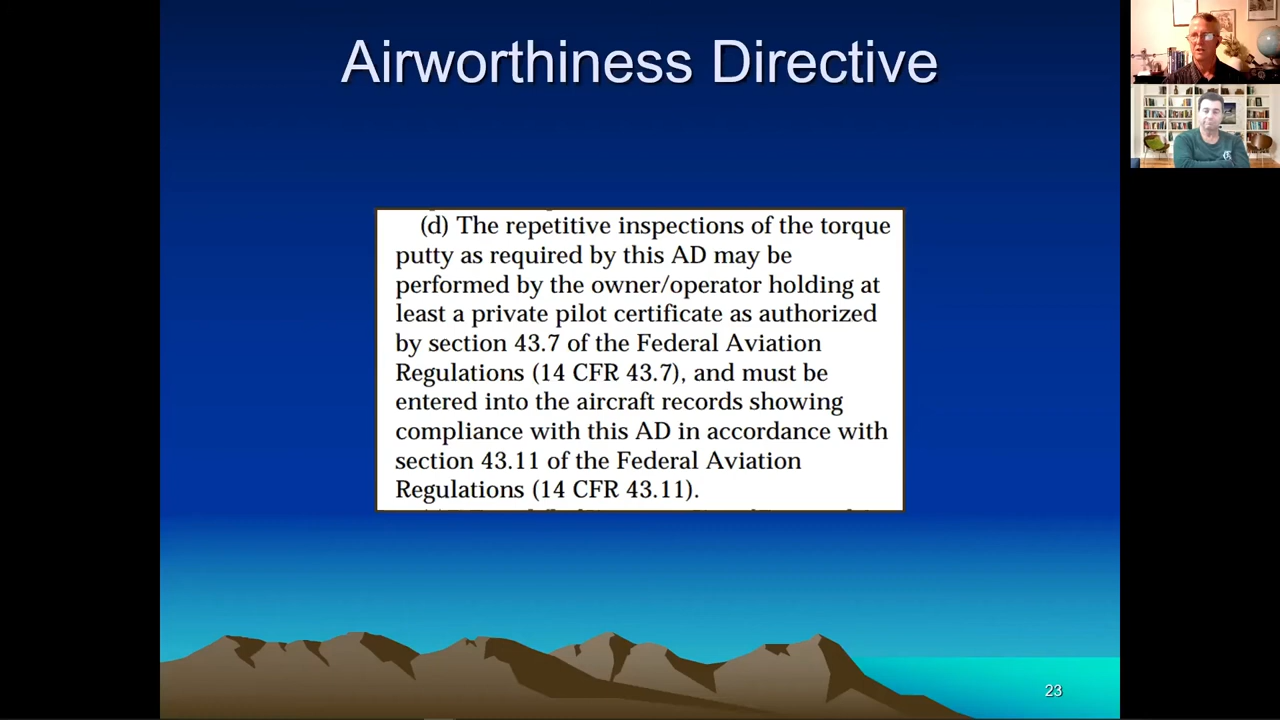 Airworthiness Directive
(d) The repetitive inspections of the torque
putty as required by this AD may be
performed by the owner/operator holding at
least a private pilot certificate as authorized
by section 43.7 of the Federal Aviation
Regulations (14 CFR 43.7), and must be
entered into the aircraft records showing
compliance with this AD in accordance with
section 43.11 of the Federal Aviation
Regulations (14 CFR 43.11).
23